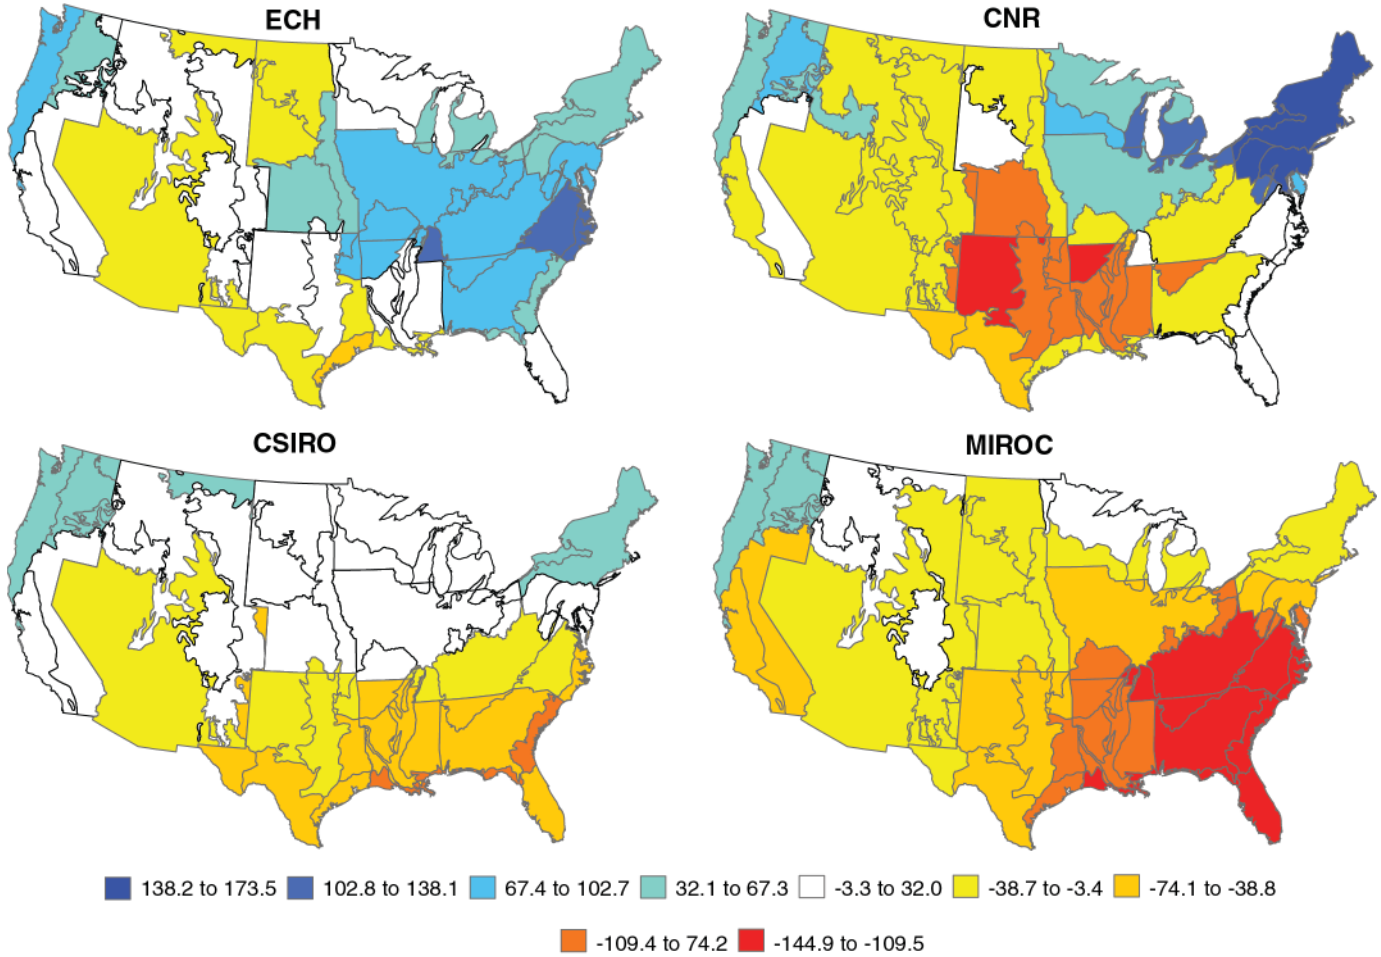 ECH
CNR
CSIRO
MIROC
138.2 to 173.5 102.8 to 138.1 67.4 to 102.7 32.1 to 67.3 -3.3 to 32.0 -38.7 to -3.4 -74.1 to -38.8
-109.4 to 74.2 -144.9 to -109.5